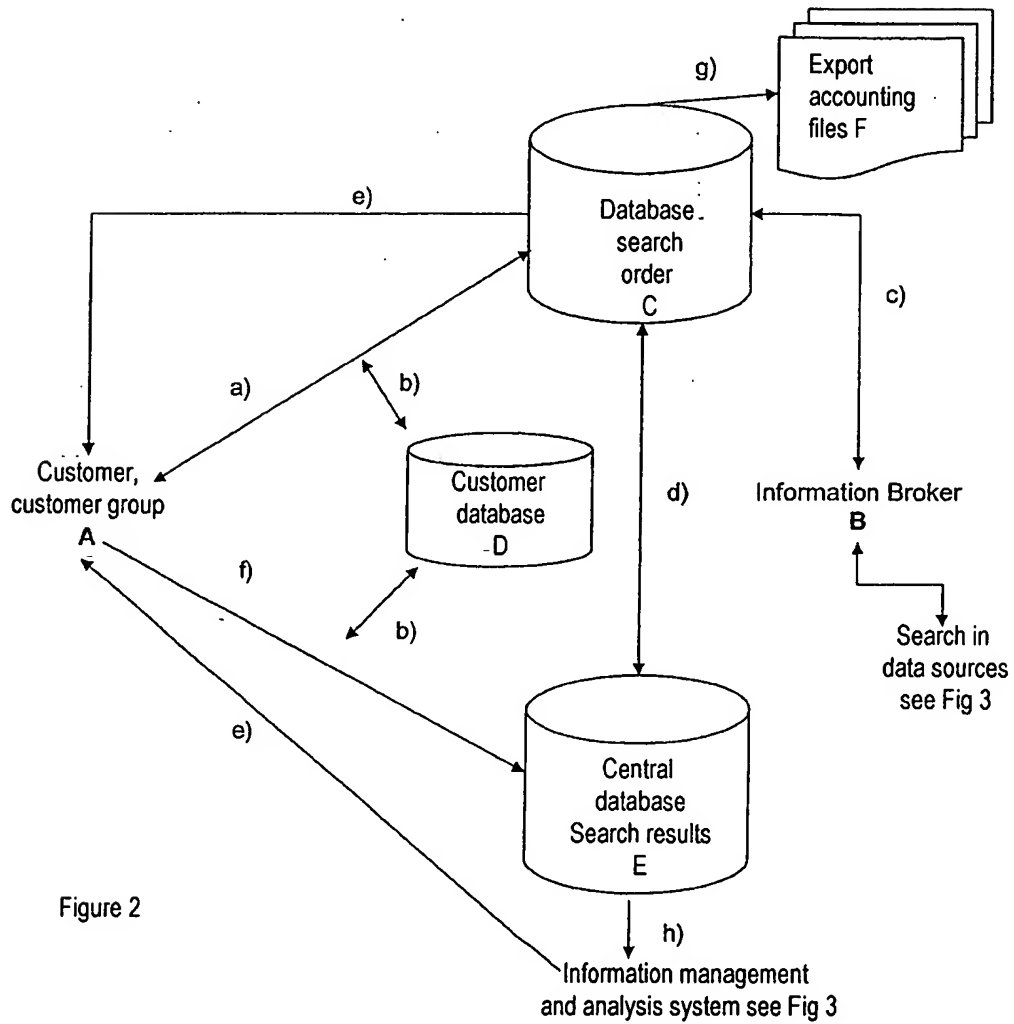 g)
Export
accounting
files F
e)
Database
search
order
C
c)
a)
b)
Customer,
customer group
A
Customer
database
D
d)
Information Broker
B
f)
b)
Search in
data sources
see Fig 3
e)
Central
database
Search results
E
Figure 2
h)
Information management
and analysis system see Fig 3